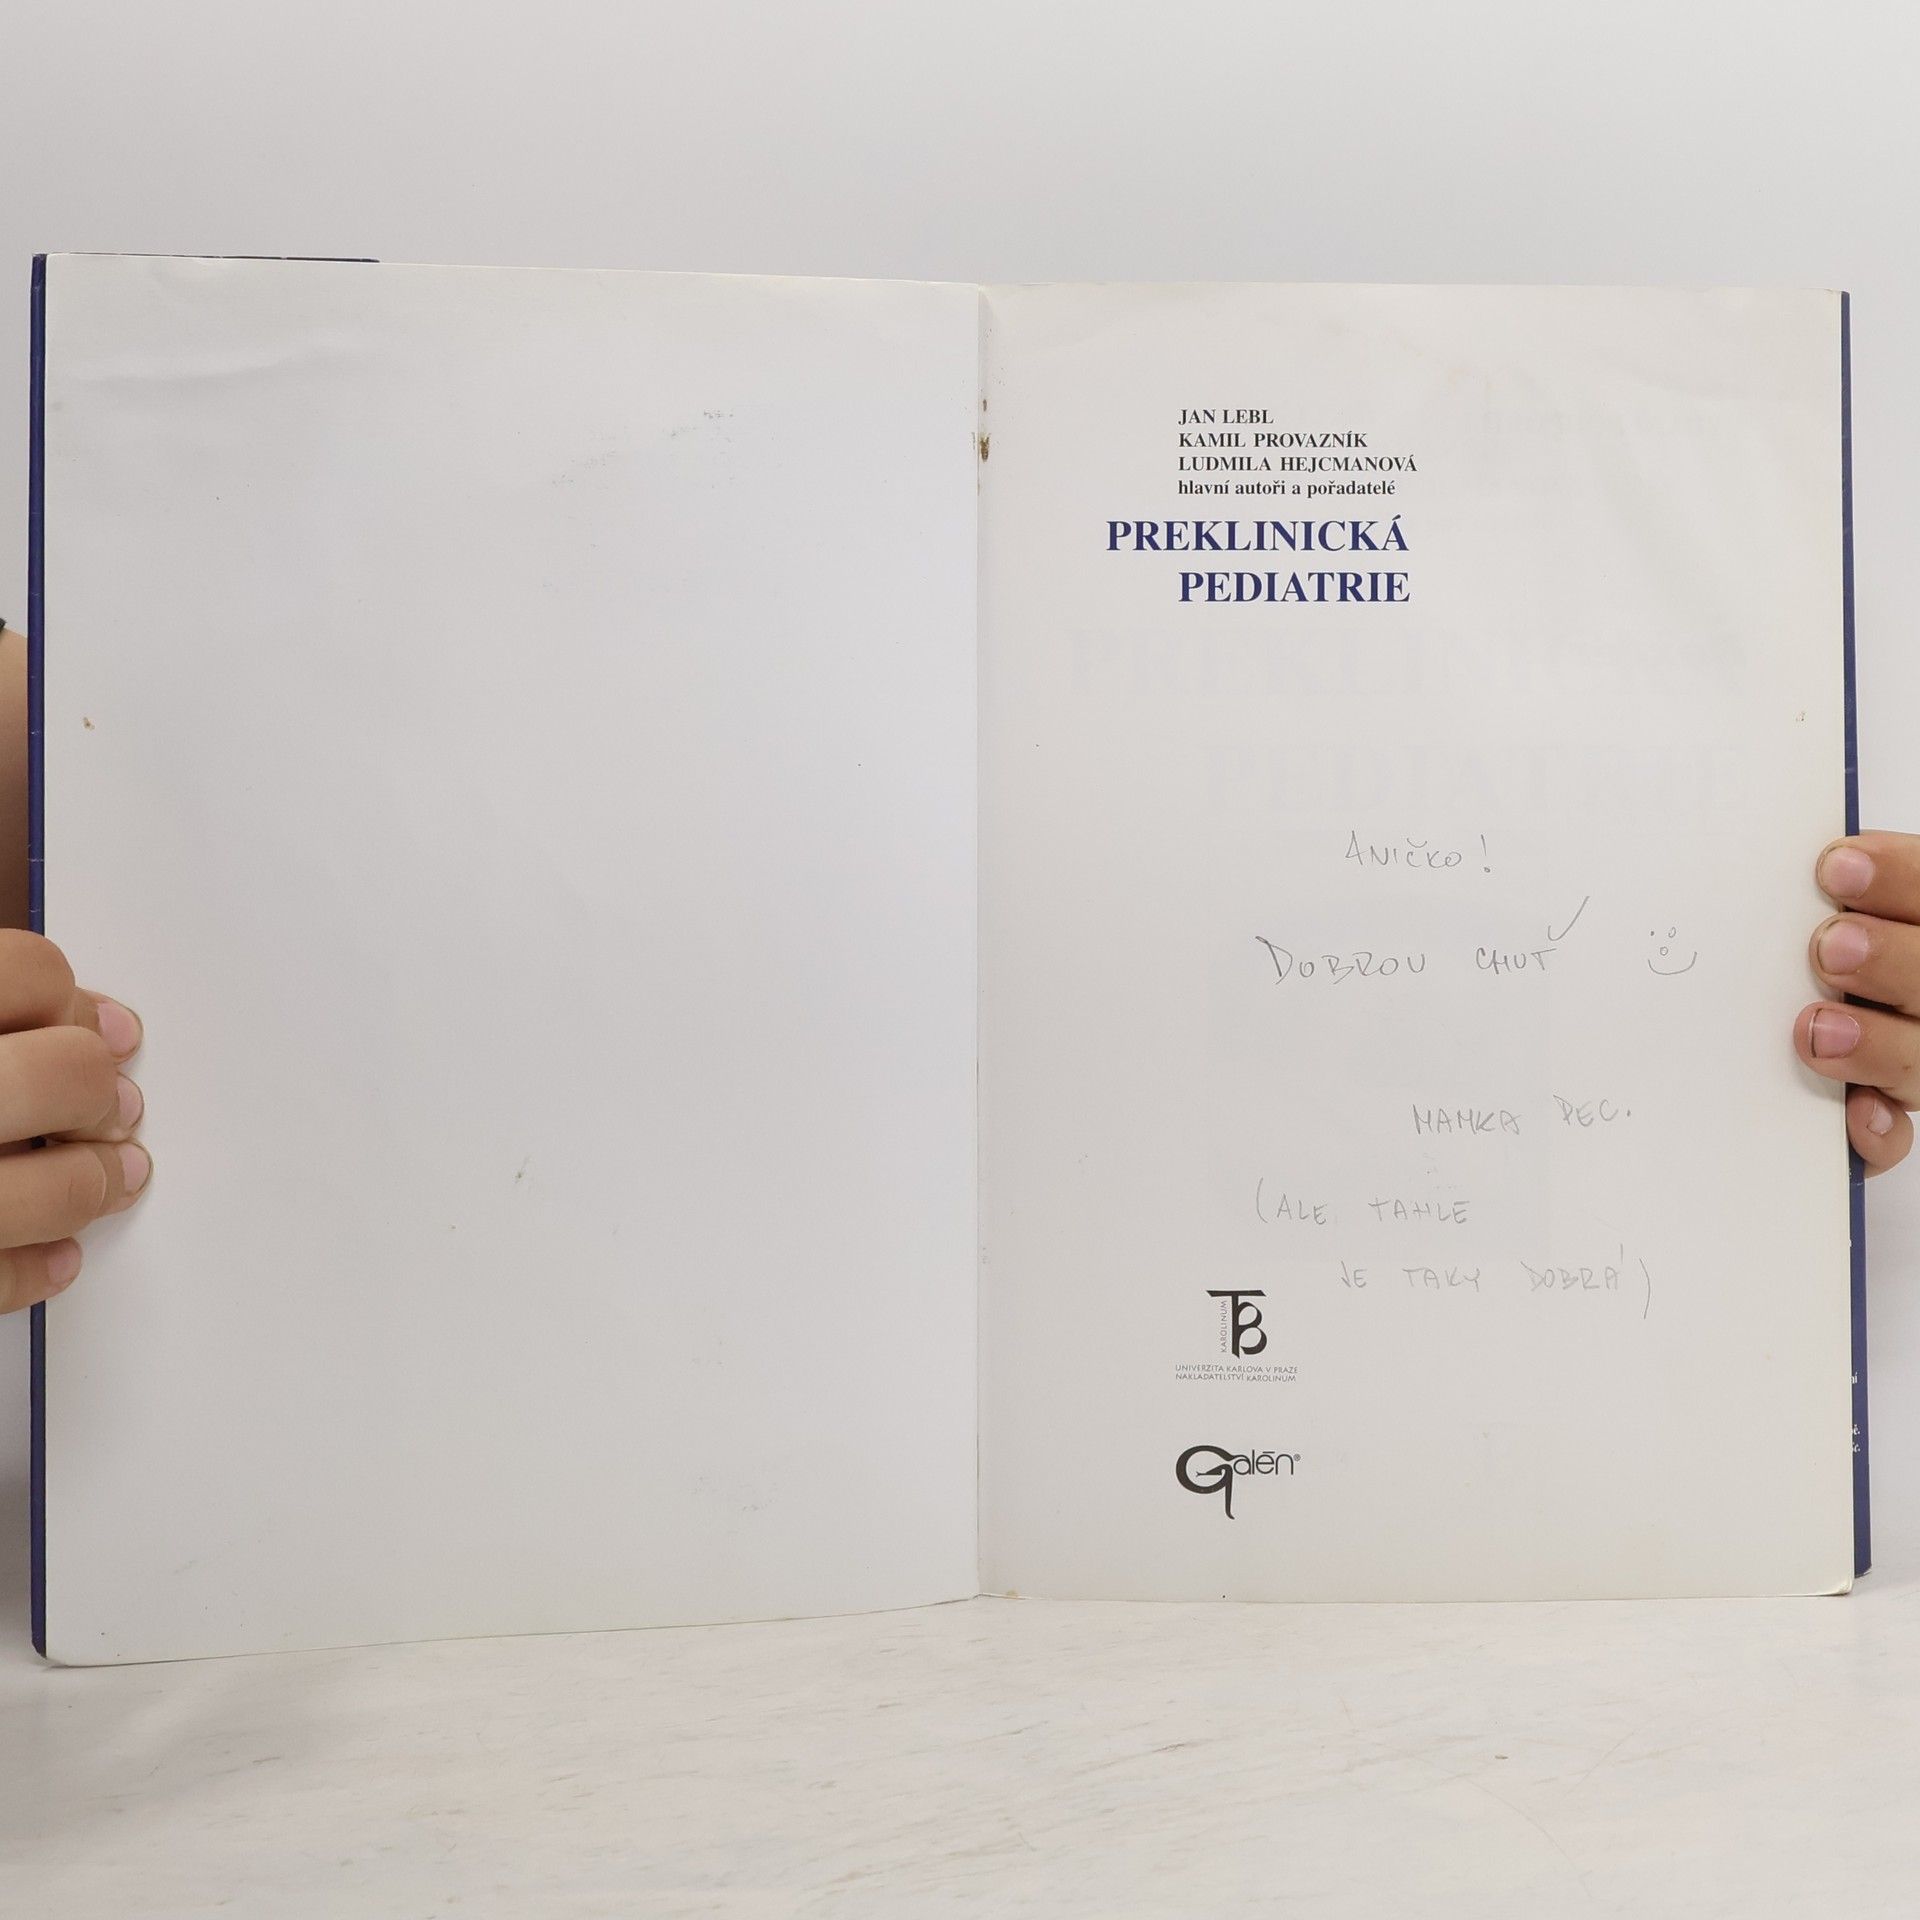 JAN LEBL
KAMIL PROVAZNÍK
LUDMILA HEJCMANOVÁ
hlavní autoři a pořadatelé
PREKLINICKÁ
PEDIATRIE
ANIČKO!
DOBROU CHUŤ
MAMKA PEC.
(ALE TAHLE
JE TAKY DOBRÁ)
KAROLINUM
UNIVERZITA KARLOVA V PRAZE
NAKLADATELSTVÍ KAROLINUM
Galén®